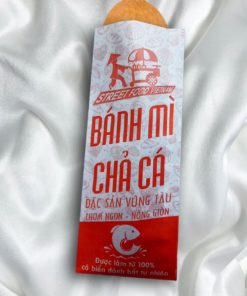 STREET FOOD VIETNAM
BÁNH MÌ
CHẢ CÁ
ĐẶC SẢN VŨNG TÀU
THƠM NGON - NÓNG GIÒN
Được làm từ 100%
cá biển đánh bắt tự nhiên